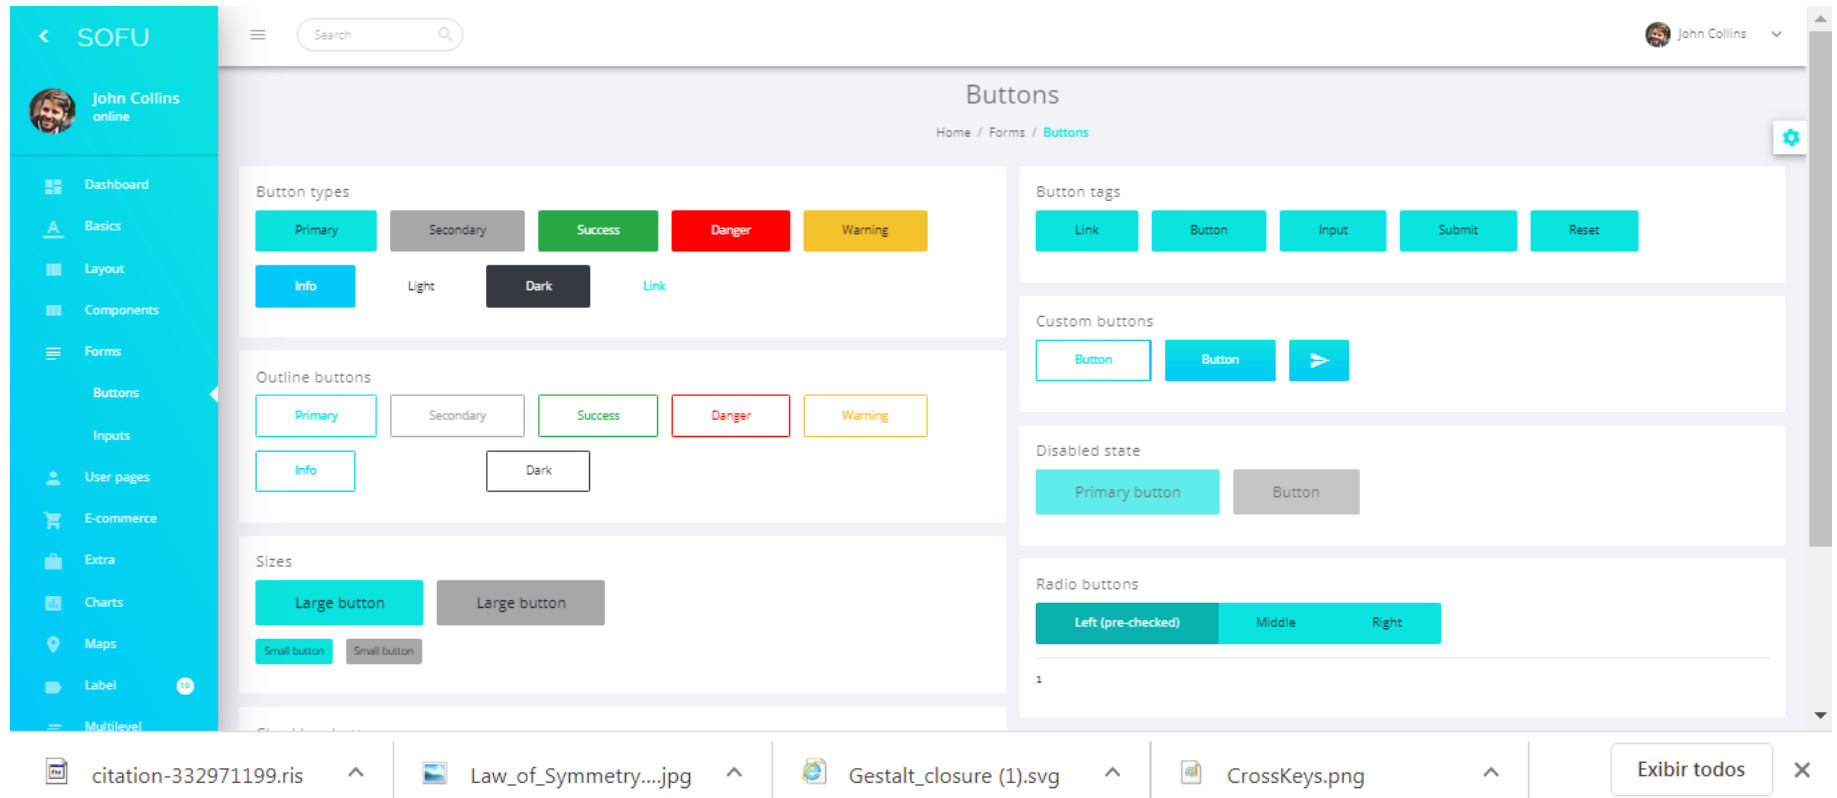 SOFU
Search
John Collins
John Collins
online
Buttons
Home / Forms / Buttons
Dashboard
Basics
Layout
Components
Forms
Buttons
Inputs
User pages
E-commerce
Extra
Charts
Maps
Label 10
Multilevel
Button types
Primary Secondary Success Danger Warning
Info Light Dark Link
Outline buttons
Primary Secondary Success Danger Warning
Info Dark
Sizes
Large button Large button
Small button Small button
Button tags
Link Button Input Submit Reset
Custom buttons
Button Button
Disabled state
Primary button Button
Radio buttons
Left (pre-checked) Middle Right
1
citation-332971199.ris Law_of_Symmetry....jpg Gestalt_closure (1).svg CrossKeys.png Exibir todos